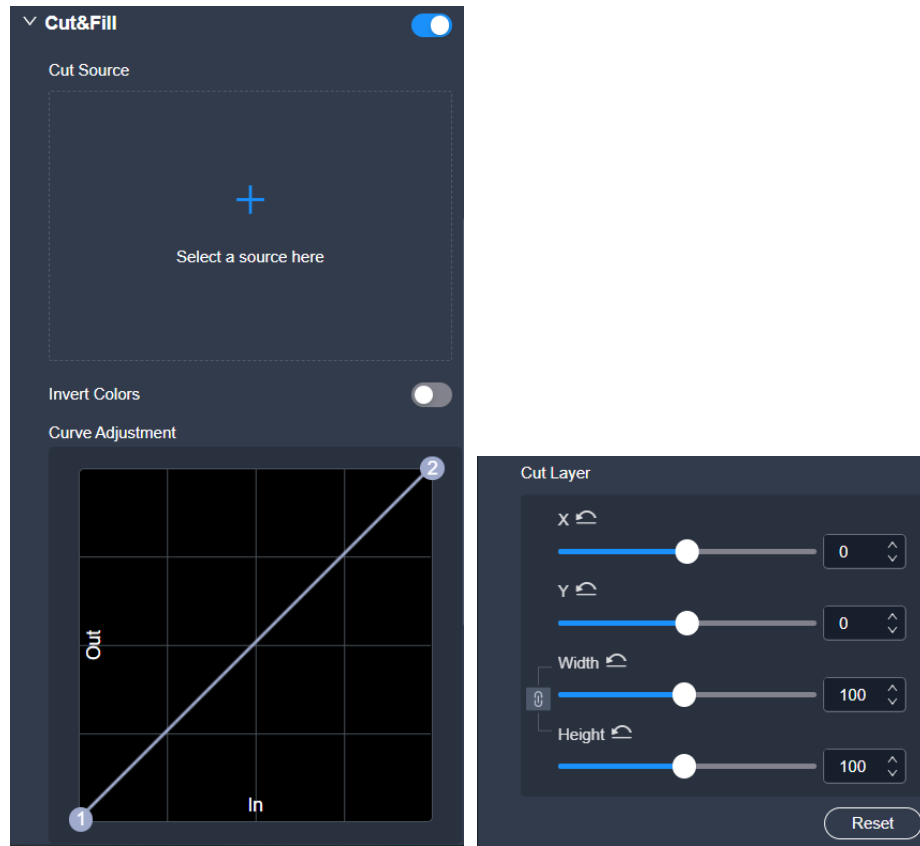 Cut&Fill
Cut Source
Select a source here
Invert Colors
Curve Adjustment
2
Out
In
1
Cut Layer
X
0
Y
0
Width
100
Height
100
Reset